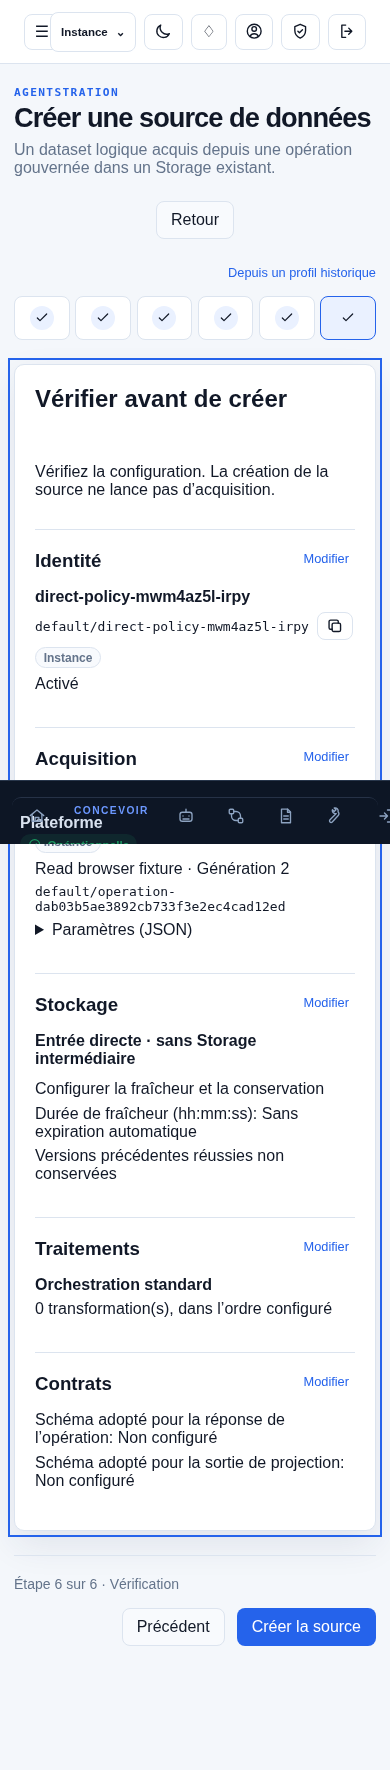 Instance
AGENTSTRATION
Créer une source de données
Un dataset logique acquis depuis une opération
gouvernée dans un Storage existant.
Retour
Depuis un profil historique
Vérifier avant de créer
Vérifiez la configuration. La création de la
source ne lance pas d’acquisition.
Identité
Modifier
direct-policy-mwm4az5l-irpy
default/direct-policy-mwm4az5l-irpy
Instance
Activé
Acquisition
Modifier
CONCEVOIR
Plateforme
Instance
Read browser fixture · Génération 2
default/operation-
dab03b5ae3892cb733f3e2ec4cad12ed
Paramètres (JSON)
Stockage
Modifier
Entrée directe · sans Storage
intermédiaire
Configurer la fraîcheur et la conservation
Durée de fraîcheur (hh:mm:ss): Sans
expiration automatique
Versions précédentes réussies non
conservées
Traitements
Modifier
Orchestration standard
0 transformation(s), dans l’ordre configuré
Contrats
Modifier
Schéma adopté pour la réponse de
l’opération: Non configuré
Schéma adopté pour la sortie de projection:
Non configuré
Étape 6 sur 6 · Vérification
Précédent
Créer la source